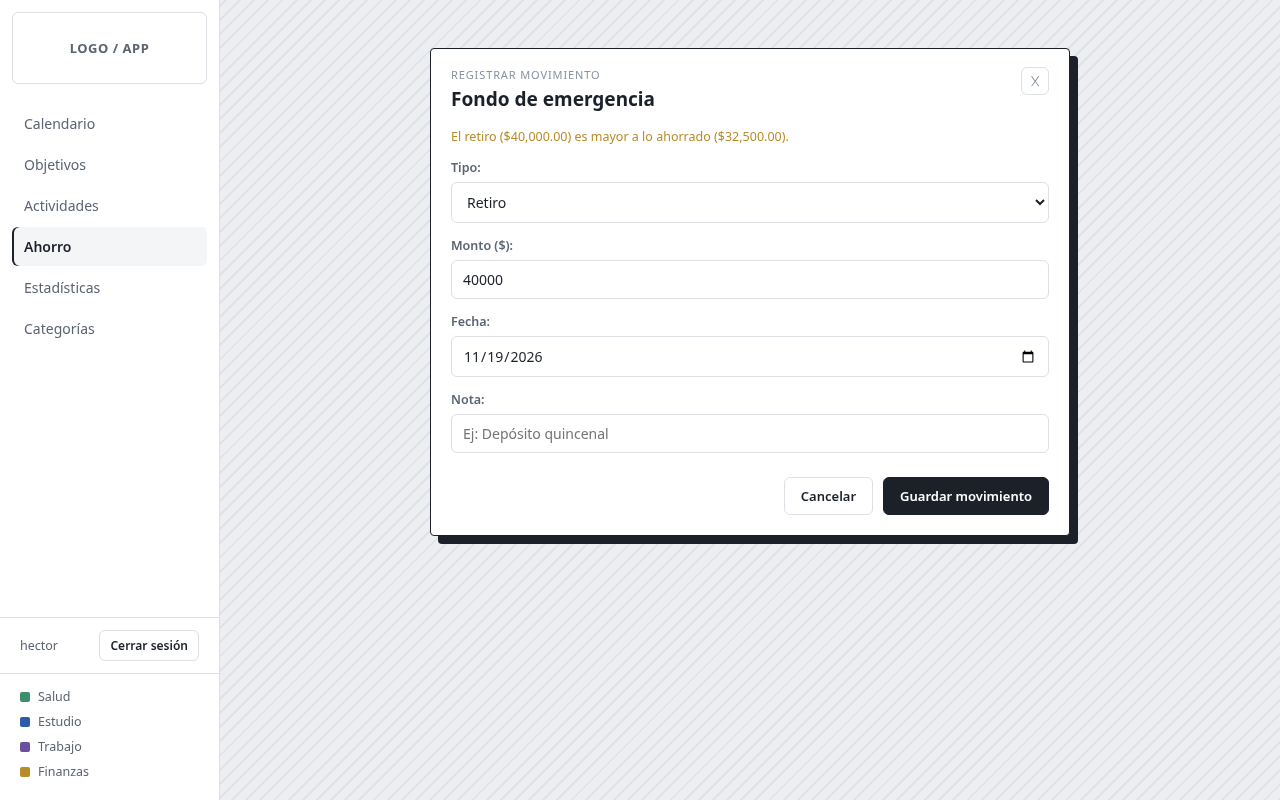 LOGO / APP
Calendario
Objetivos
Actividades
Ahorro
Estadísticas
Categorías
hector
Cerrar sesión
Salud
Estudio
Trabajo
Finanzas
REGISTRAR MOVIMIENTO
X
Fondo de emergencia
El retiro ($40,000.00) es mayor a lo ahorrado ($32,500.00).
Tipo:
Retiro
Monto ($):
40000
Fecha:
11/19/2026
Nota:
Ej: Depósito quincenal
Cancelar
Guardar movimiento